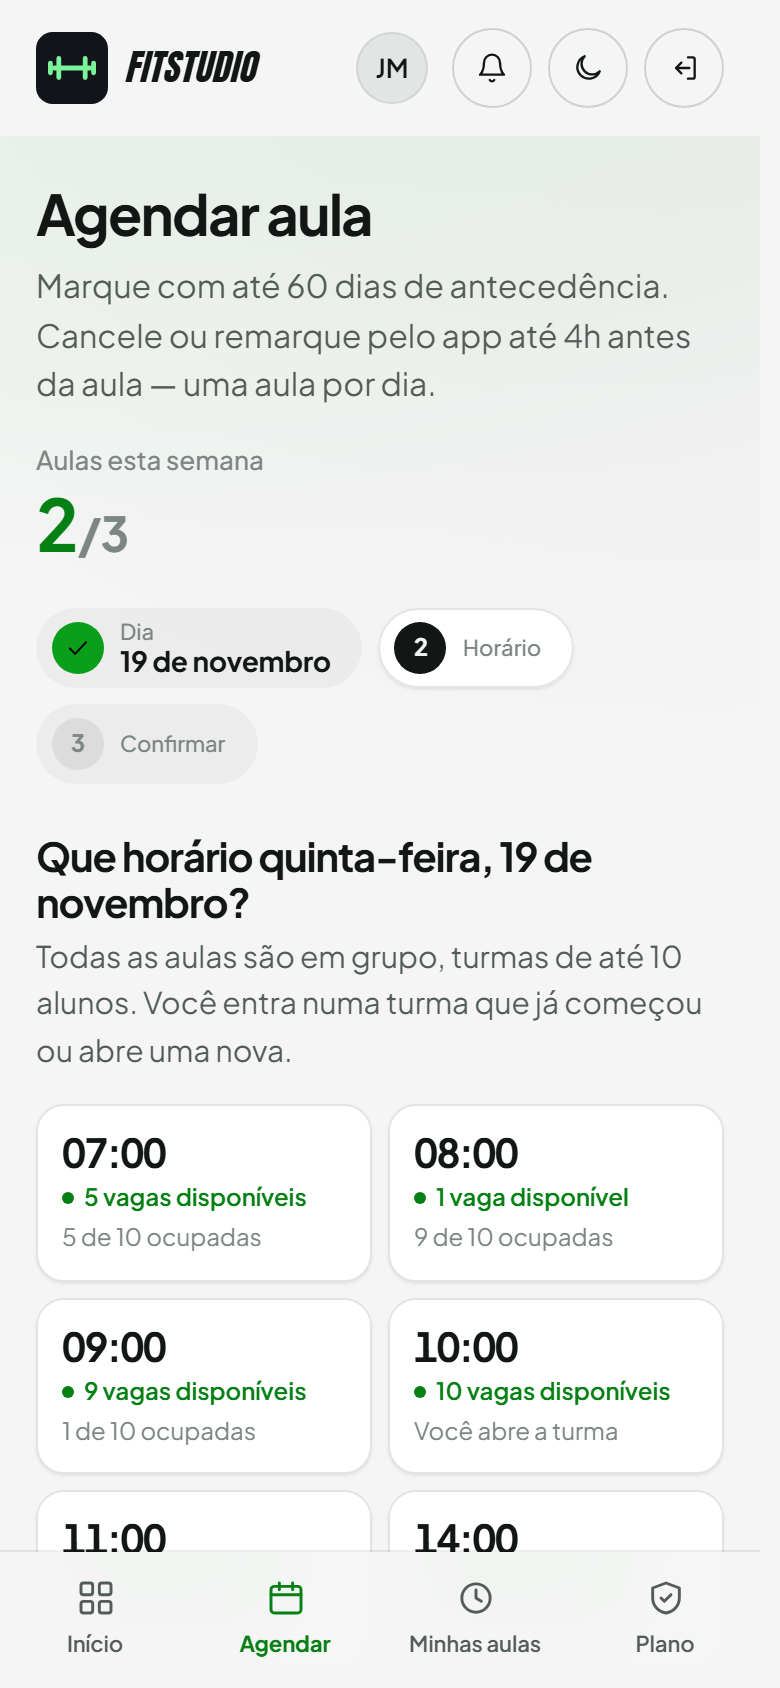 FITSTUDIO
JM
Agendar aula
Marque com até 60 dias de antecedência.
Cancele ou remarque pelo app até 4h antes
da aula — uma aula por dia.
Aulas esta semana
2/3
Dia
19 de novembro
2 Horário
3 Confirmar
Que horário quinta-feira, 19 de
novembro?
Todas as aulas são em grupo, turmas de até 10
alunos. Você entra numa turma que já começou
ou abre uma nova.
07:00
5 vagas disponíveis
5 de 10 ocupadas
08:00
1 vaga disponível
9 de 10 ocupadas
09:00
9 vagas disponíveis
1 de 10 ocupadas
10:00
10 vagas disponíveis
Você abre a turma
11:00
14:00
Início
Agendar
Minhas aulas
Plano